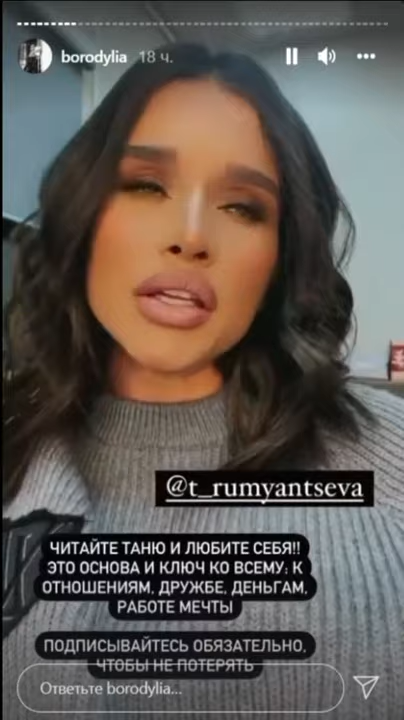 borodylia 18 ч.
@t_rumyantseva
ЧИТАЙТЕ ТАНЮ И ЛЮБИТЕ СЕБЯ!!
ЭТО ОСНОВА И КЛЮЧ КО ВСЕМУ: К
ОТНОШЕНИЯМ, ДРУЖБЕ, ДЕНЬГАМ,
РАБОТЕ МЕЧТЫ
ПОДПИСЫВАЙТЕСЬ ОБЯЗАТЕЛЬНО,
ЧТОБЫ НЕ ПОТЕРЯТЬ
Ответьте borodylia...